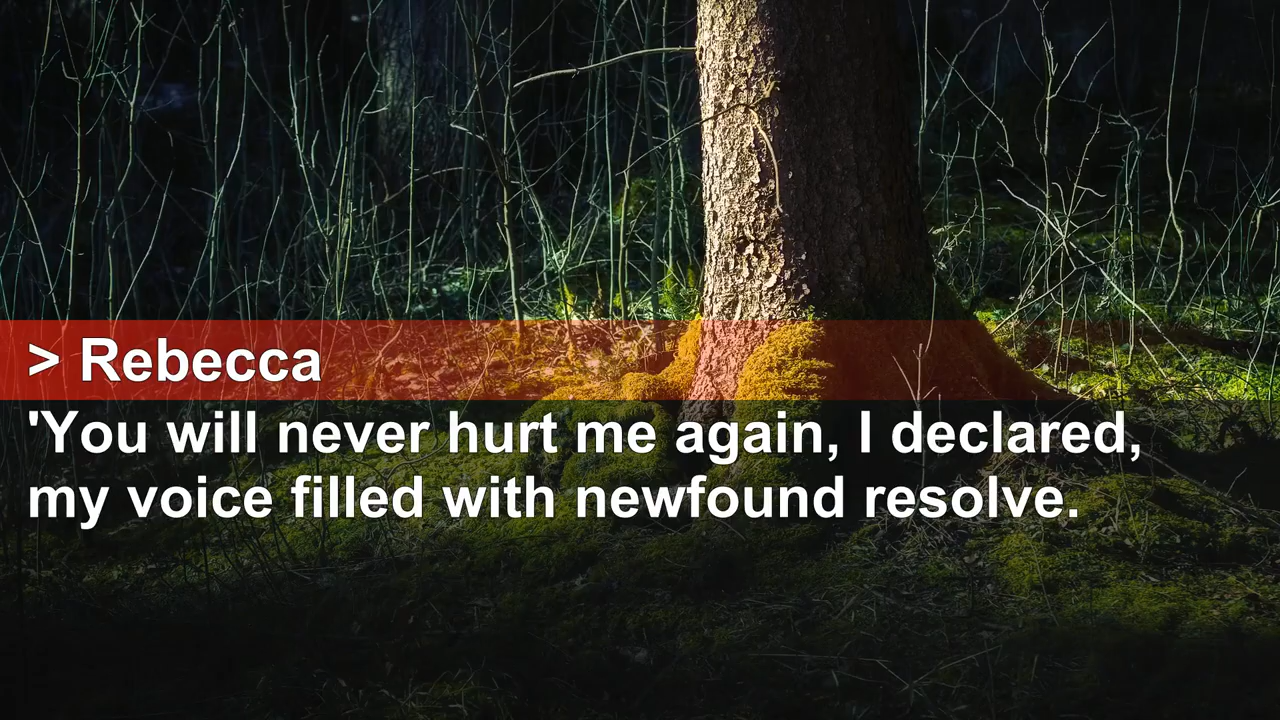 > Rebecca
'You will never hurt me again, I declared,
my voice filled with newfound resolve.